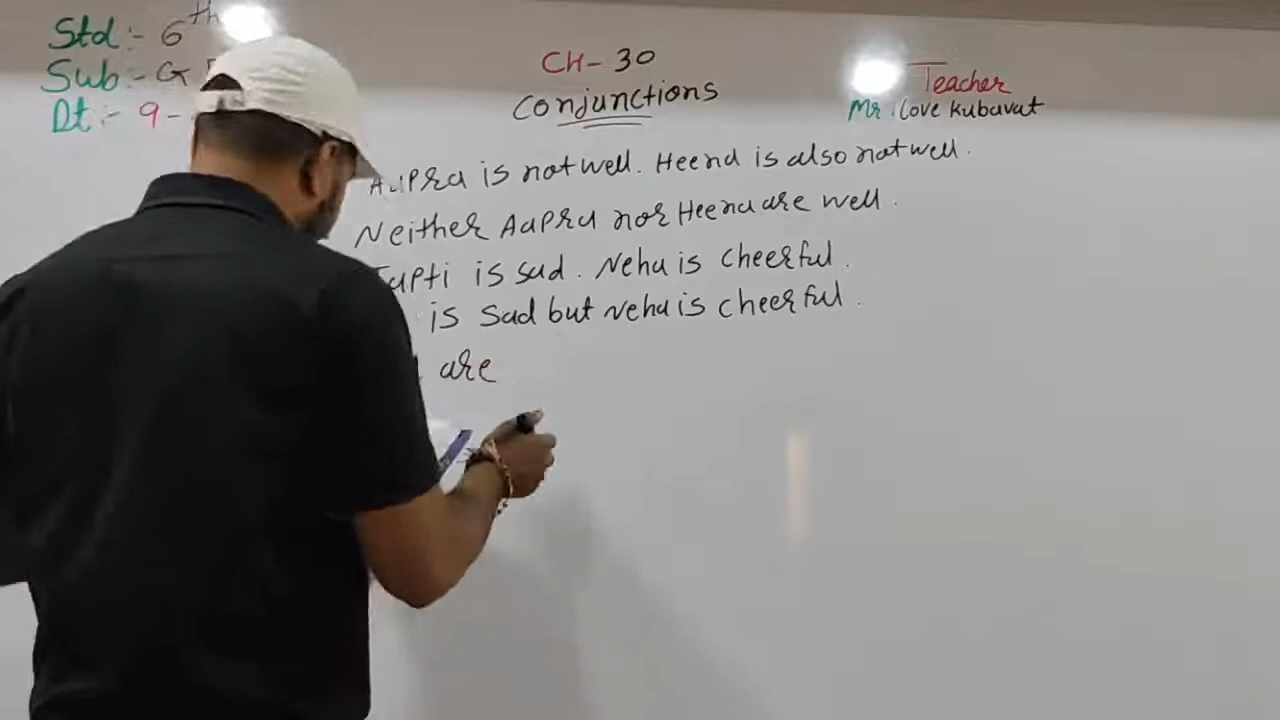 Std :- 6th
Sub :- G
Dt :- 9 -
CH - 30
Conjunctions
Teacher
Mr. Love Kubavat
is not well. Heena is also not well.
Neither Aapra nor Heena are well.
Tapti is sad. Neha is cheerful.
is sad but Neha is cheerful.
are